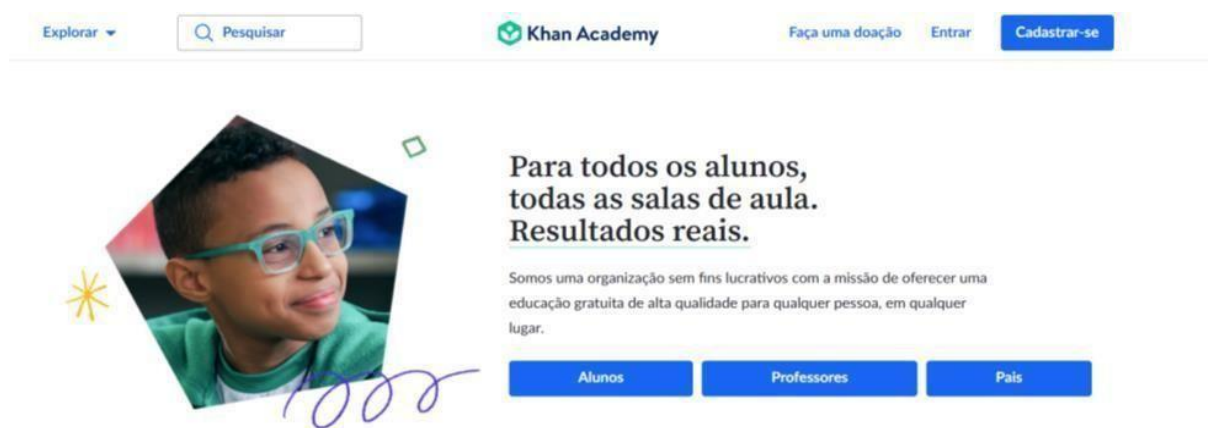 Explorar
Pesquisar
Khan Academy
Faça uma doação
Entrar
Cadastrar-se
Para todos os alunos,
todas as salas de aula.
Resultados reais.
Somos uma organização sem fins lucrativos com a missão de oferecer uma
educação gratuita de alta qualidade para qualquer pessoa, em qualquer
lugar.
Alunos
Professores
Pais